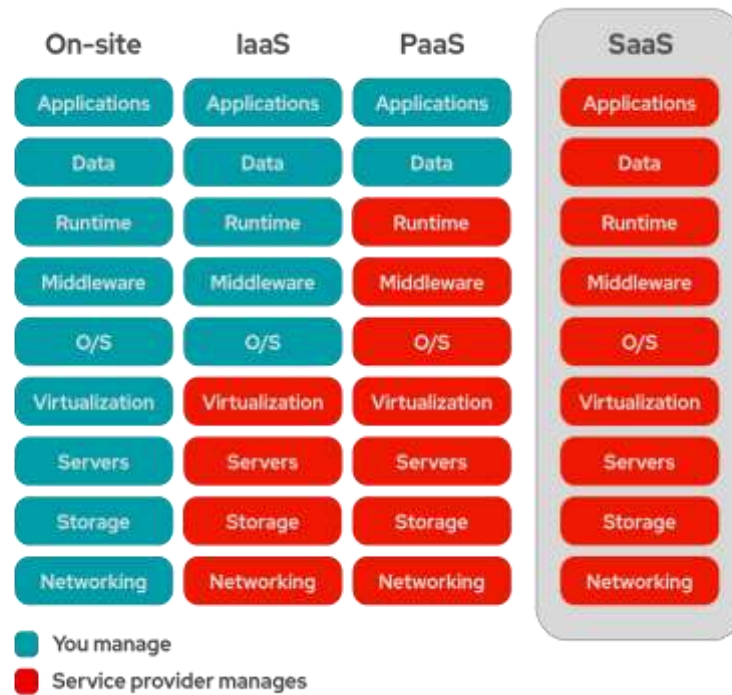 On-site IaaS PaaS SaaS
Applications Applications Applications Applications
Data Data Data Data
Runtime Runtime Runtime Runtime
Middleware Middleware Middleware Middleware
O/S O/S O/S O/S
Virtualization Virtualization Virtualization Virtualization
Servers Servers Servers Servers
Storage Storage Storage Storage
Networking Networking Networking Networking
You manage
Service provider manages